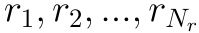 r_1, r_2, ..., r_{N_r}